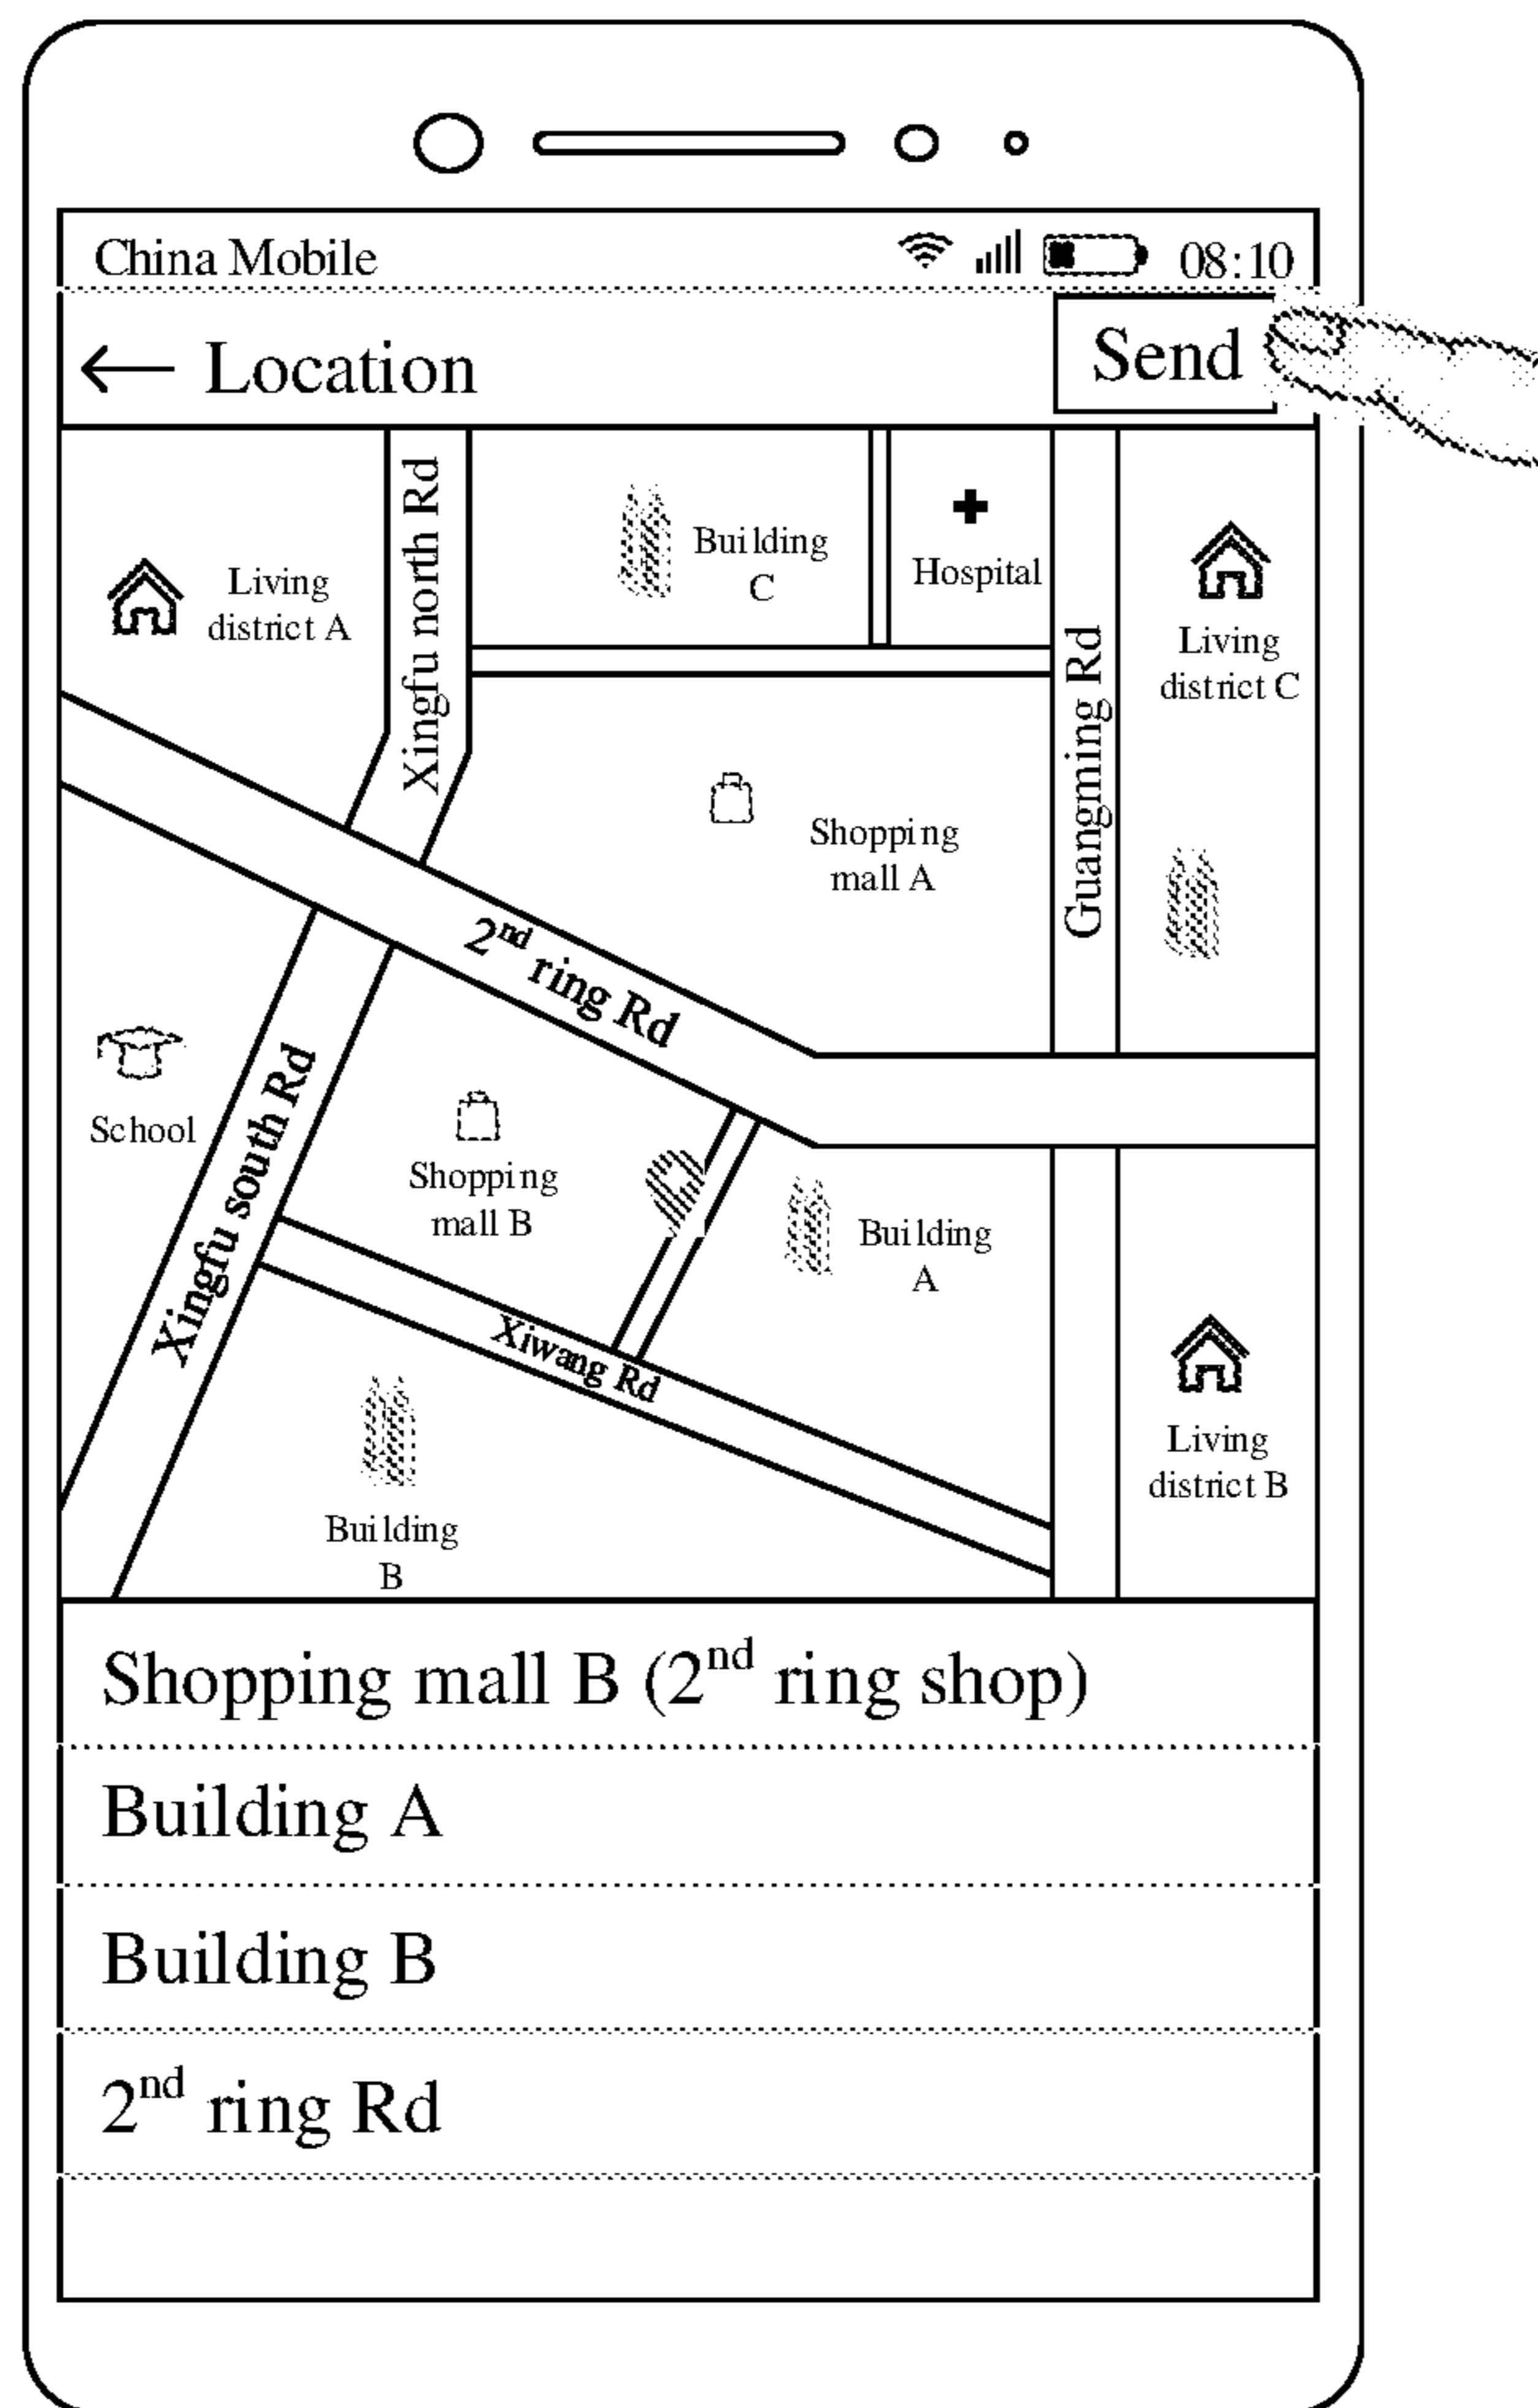 China Mobile 08:10
← Location Send
Xingfu north Rd
Building
C
Hospital
Living
district A
Living
district C
Guangming Rd
Shopping
mall A
2nd ring Rd
School
Xingfu south Rd
Shopping
mall B
Building
A
Xiwang Rd
Living
district B
Building
B
Shopping mall B (2nd ring shop)
Building A
Building B
2nd ring Rd